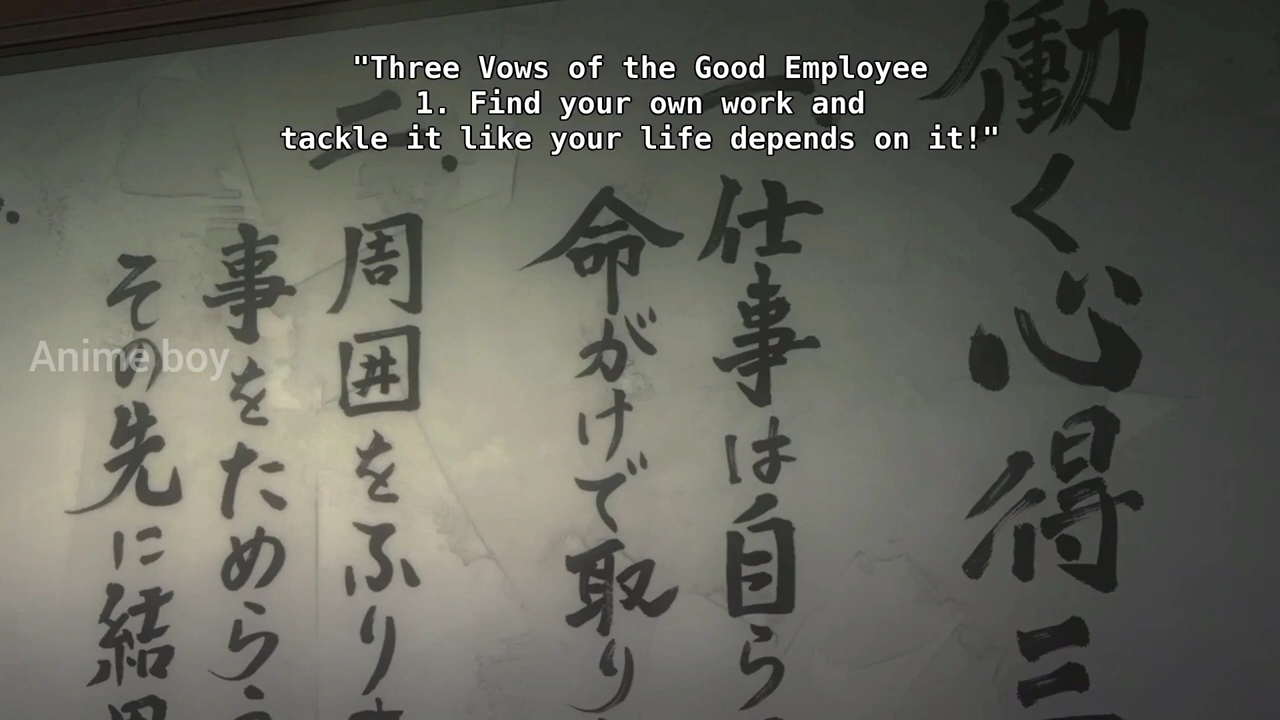 "Three Vows of the Good Employee
1. Find your own work and
tackle it like your life depends on it!"
働く心得三
一
仕事は自ら
命がけで取り
二.
周囲をふり
事をためら
その先に結
Anime boy